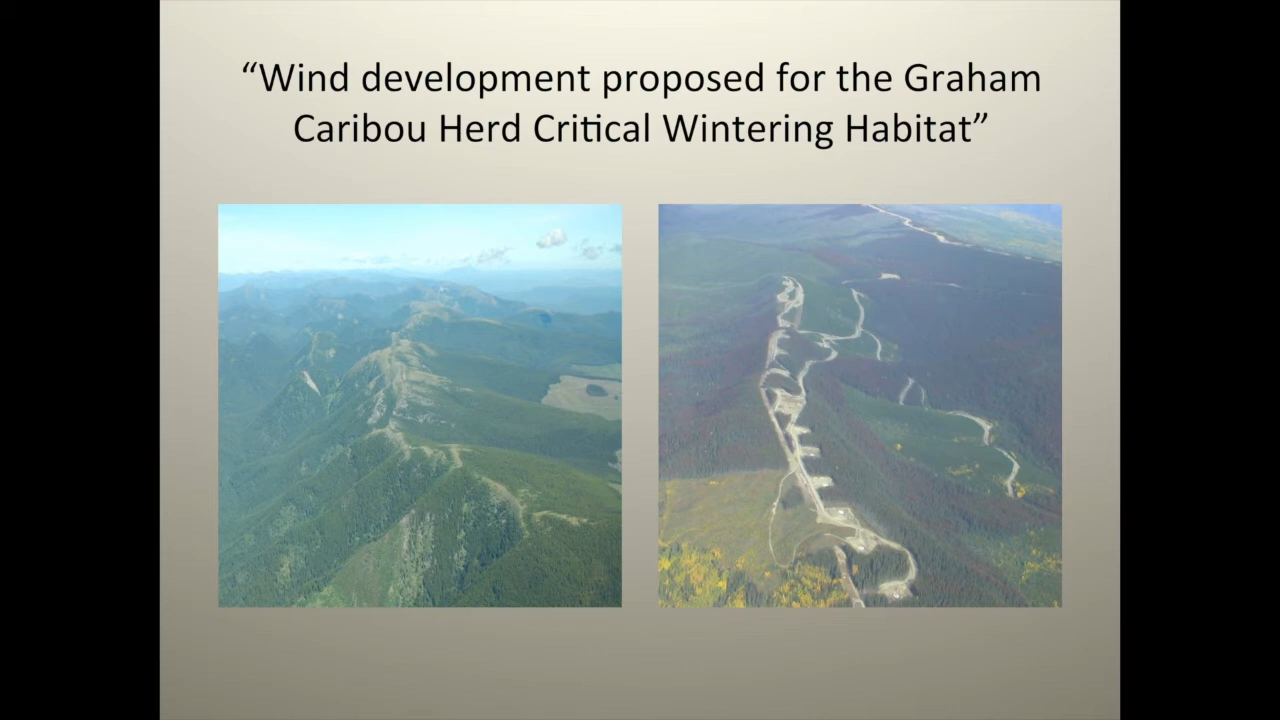 “Wind development proposed for the Graham
Caribou Herd Critical Wintering Habitat”